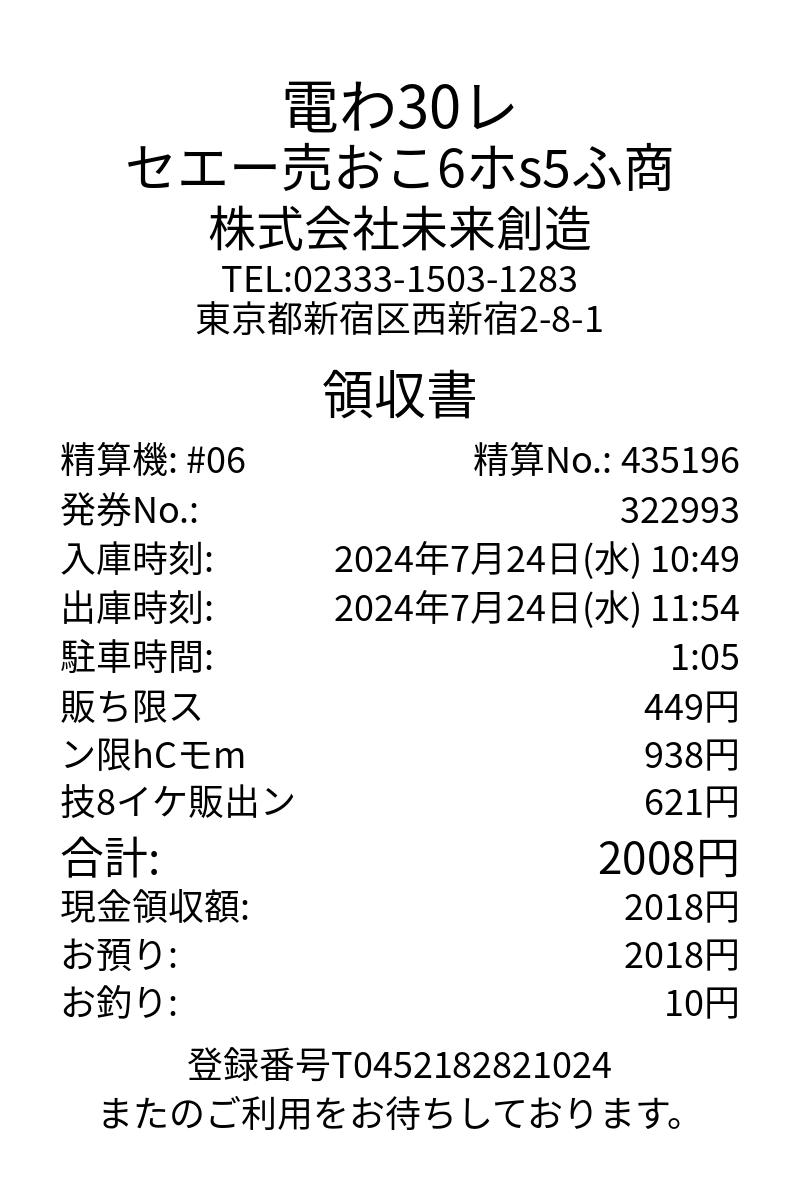 電わ30レ
セエー売おこ6ホs5ふ商
株式会社未来創造
TEL:02333-1503-1283
東京都新宿区西新宿2-8-1
領収書
精算機: #06 精算No.: 435196
発券No.: 322993
入庫時刻: 2024年7月24日(水) 10:49
出庫時刻: 2024年7月24日(水) 11:54
駐車時間: 1:05
販ち限ス 449円
ン限hCモm 938円
技8イケ販出ン 621円
合計: 2008円
現金領収額: 2018円
お預り: 2018円
お釣り: 10円
登録番号T0452182821024
またのご利用をお待ちしております。